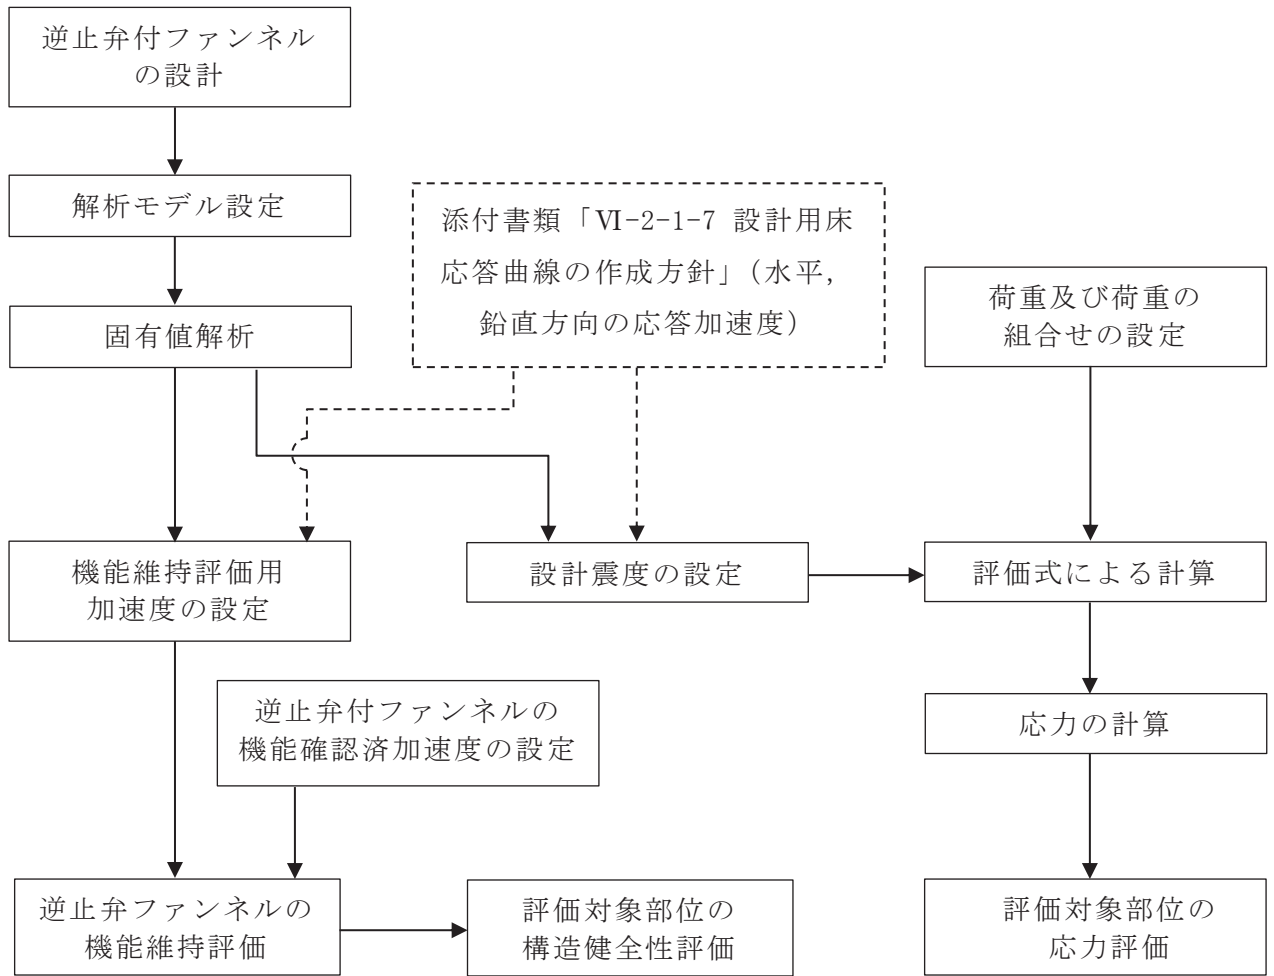 逆止弁付ファンネル
の設計
解析モデル設定
固有値解析
添付書類「Ⅵ-2-1-7 設計用床
応答曲線の作成方針」（水平，
鉛直方向の応答加速度）
荷重及び荷重の
組合せの設定
機能維持評価用
加速度の設定
設計震度の設定
評価式による計算
逆止弁付ファンネルの
機能確認済加速度の設定
応力の計算
逆止弁ファンネルの
機能維持評価
評価対象部位の
構造健全性評価
評価対象部位の
応力評価